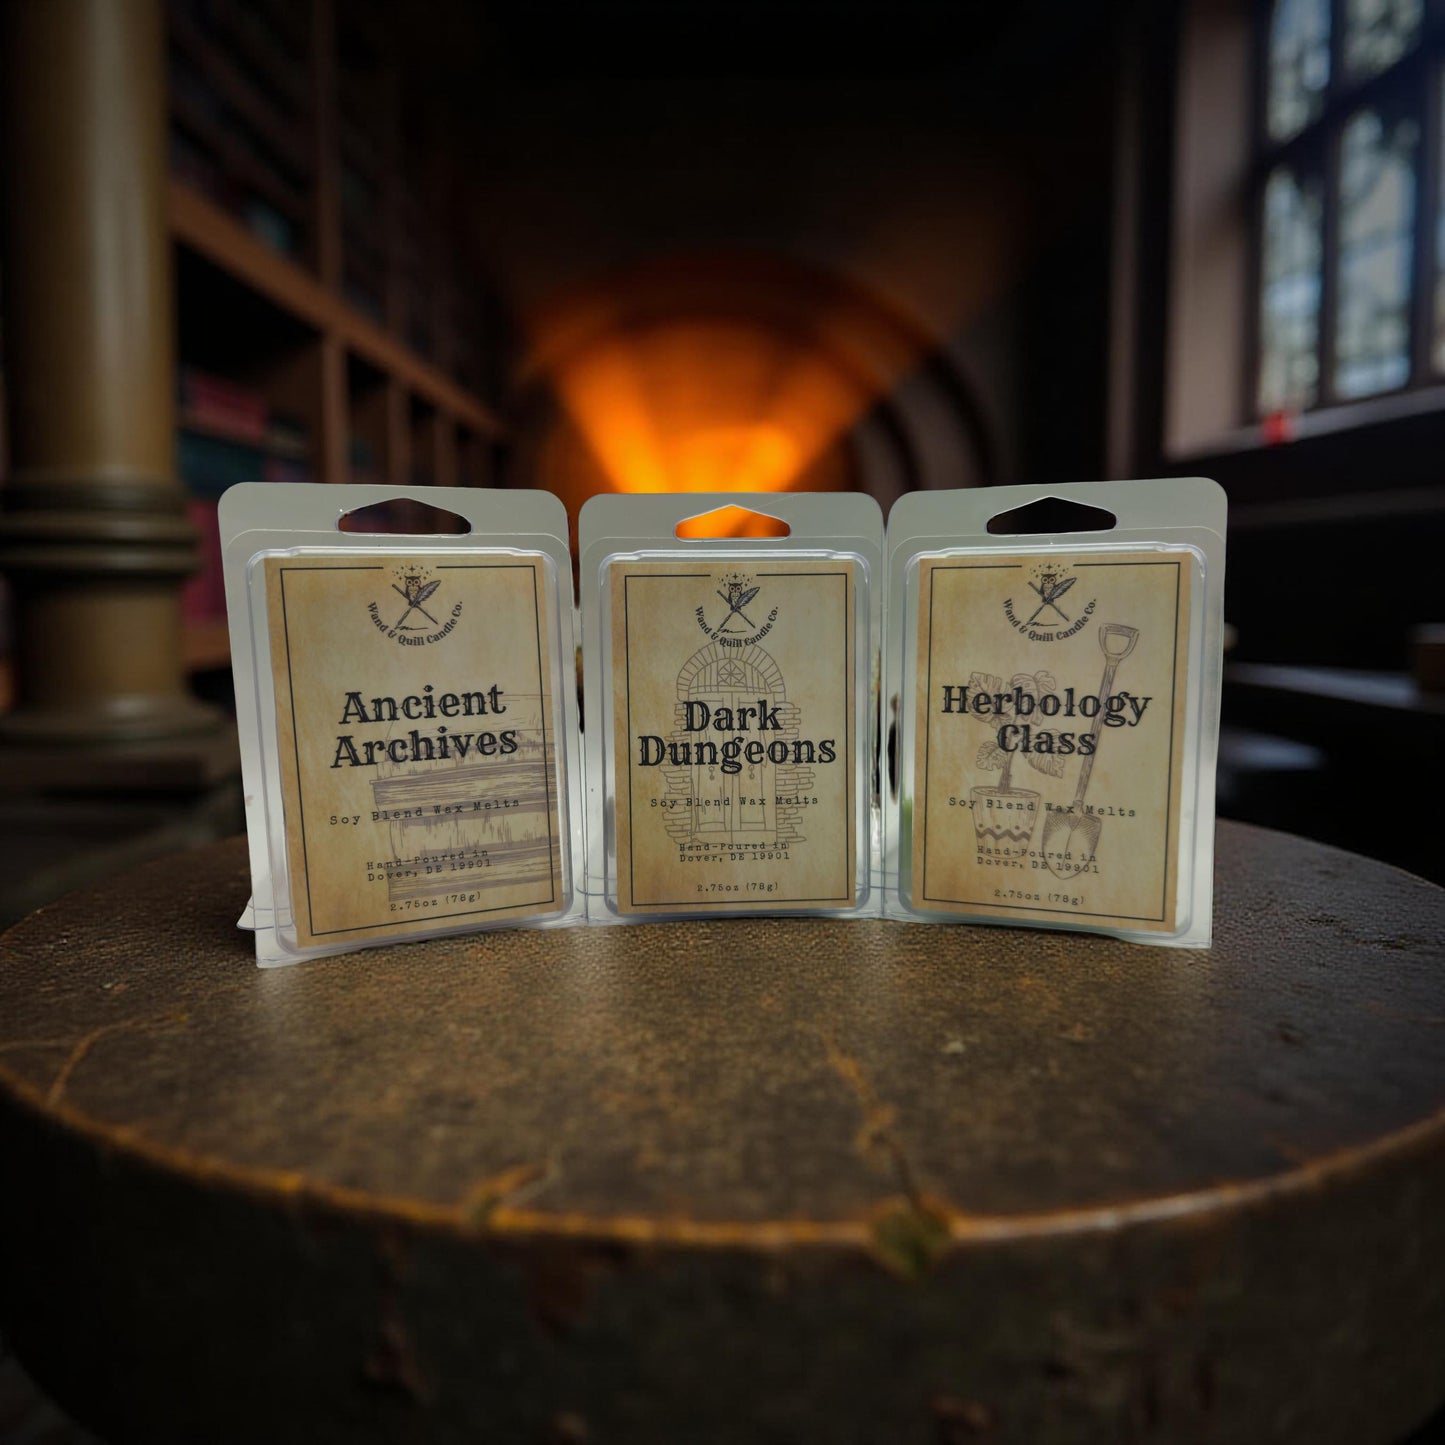 Wand & Quill Candle Co.
Ancient
Archives
Soy Blend Wax Melts
Hand-Poured in
Dover, DE 19901
2.75oz (78g)
Wand & Quill Candle Co.
Dark
Dungeons
Soy Blend Wax Melts
Hand-Poured in
Dover, DE 19901
2.75oz (78g)
Wand & Quill Candle Co.
Herbology
Class
Soy Blend Wax Melts
Hand-Poured in
Dover, DE 19901
2.75oz (78g)